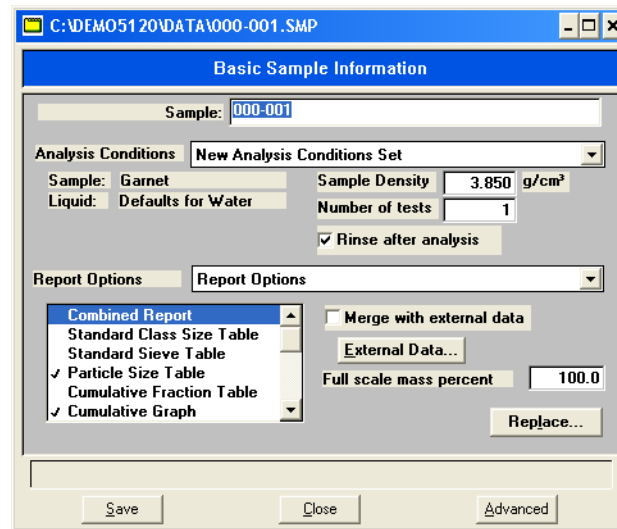 C:\DEMO5120\DATA\000-001.SMP
Basic Sample Information
Sample: 000-001
Analysis Conditions New Analysis Conditions Set
Sample: Garnet Sample Density 3.850 g/cm³
Liquid: Defaults for Water Number of tests 1
Rinse after analysis
Report Options Report Options
Combined Report Merge with external data
Standard Class Size Table
Standard Sieve Table External Data...
Particle Size Table Full scale mass percent 100.0
Cumulative Fraction Table
Cumulative Graph Replace...
Save Close Advanced